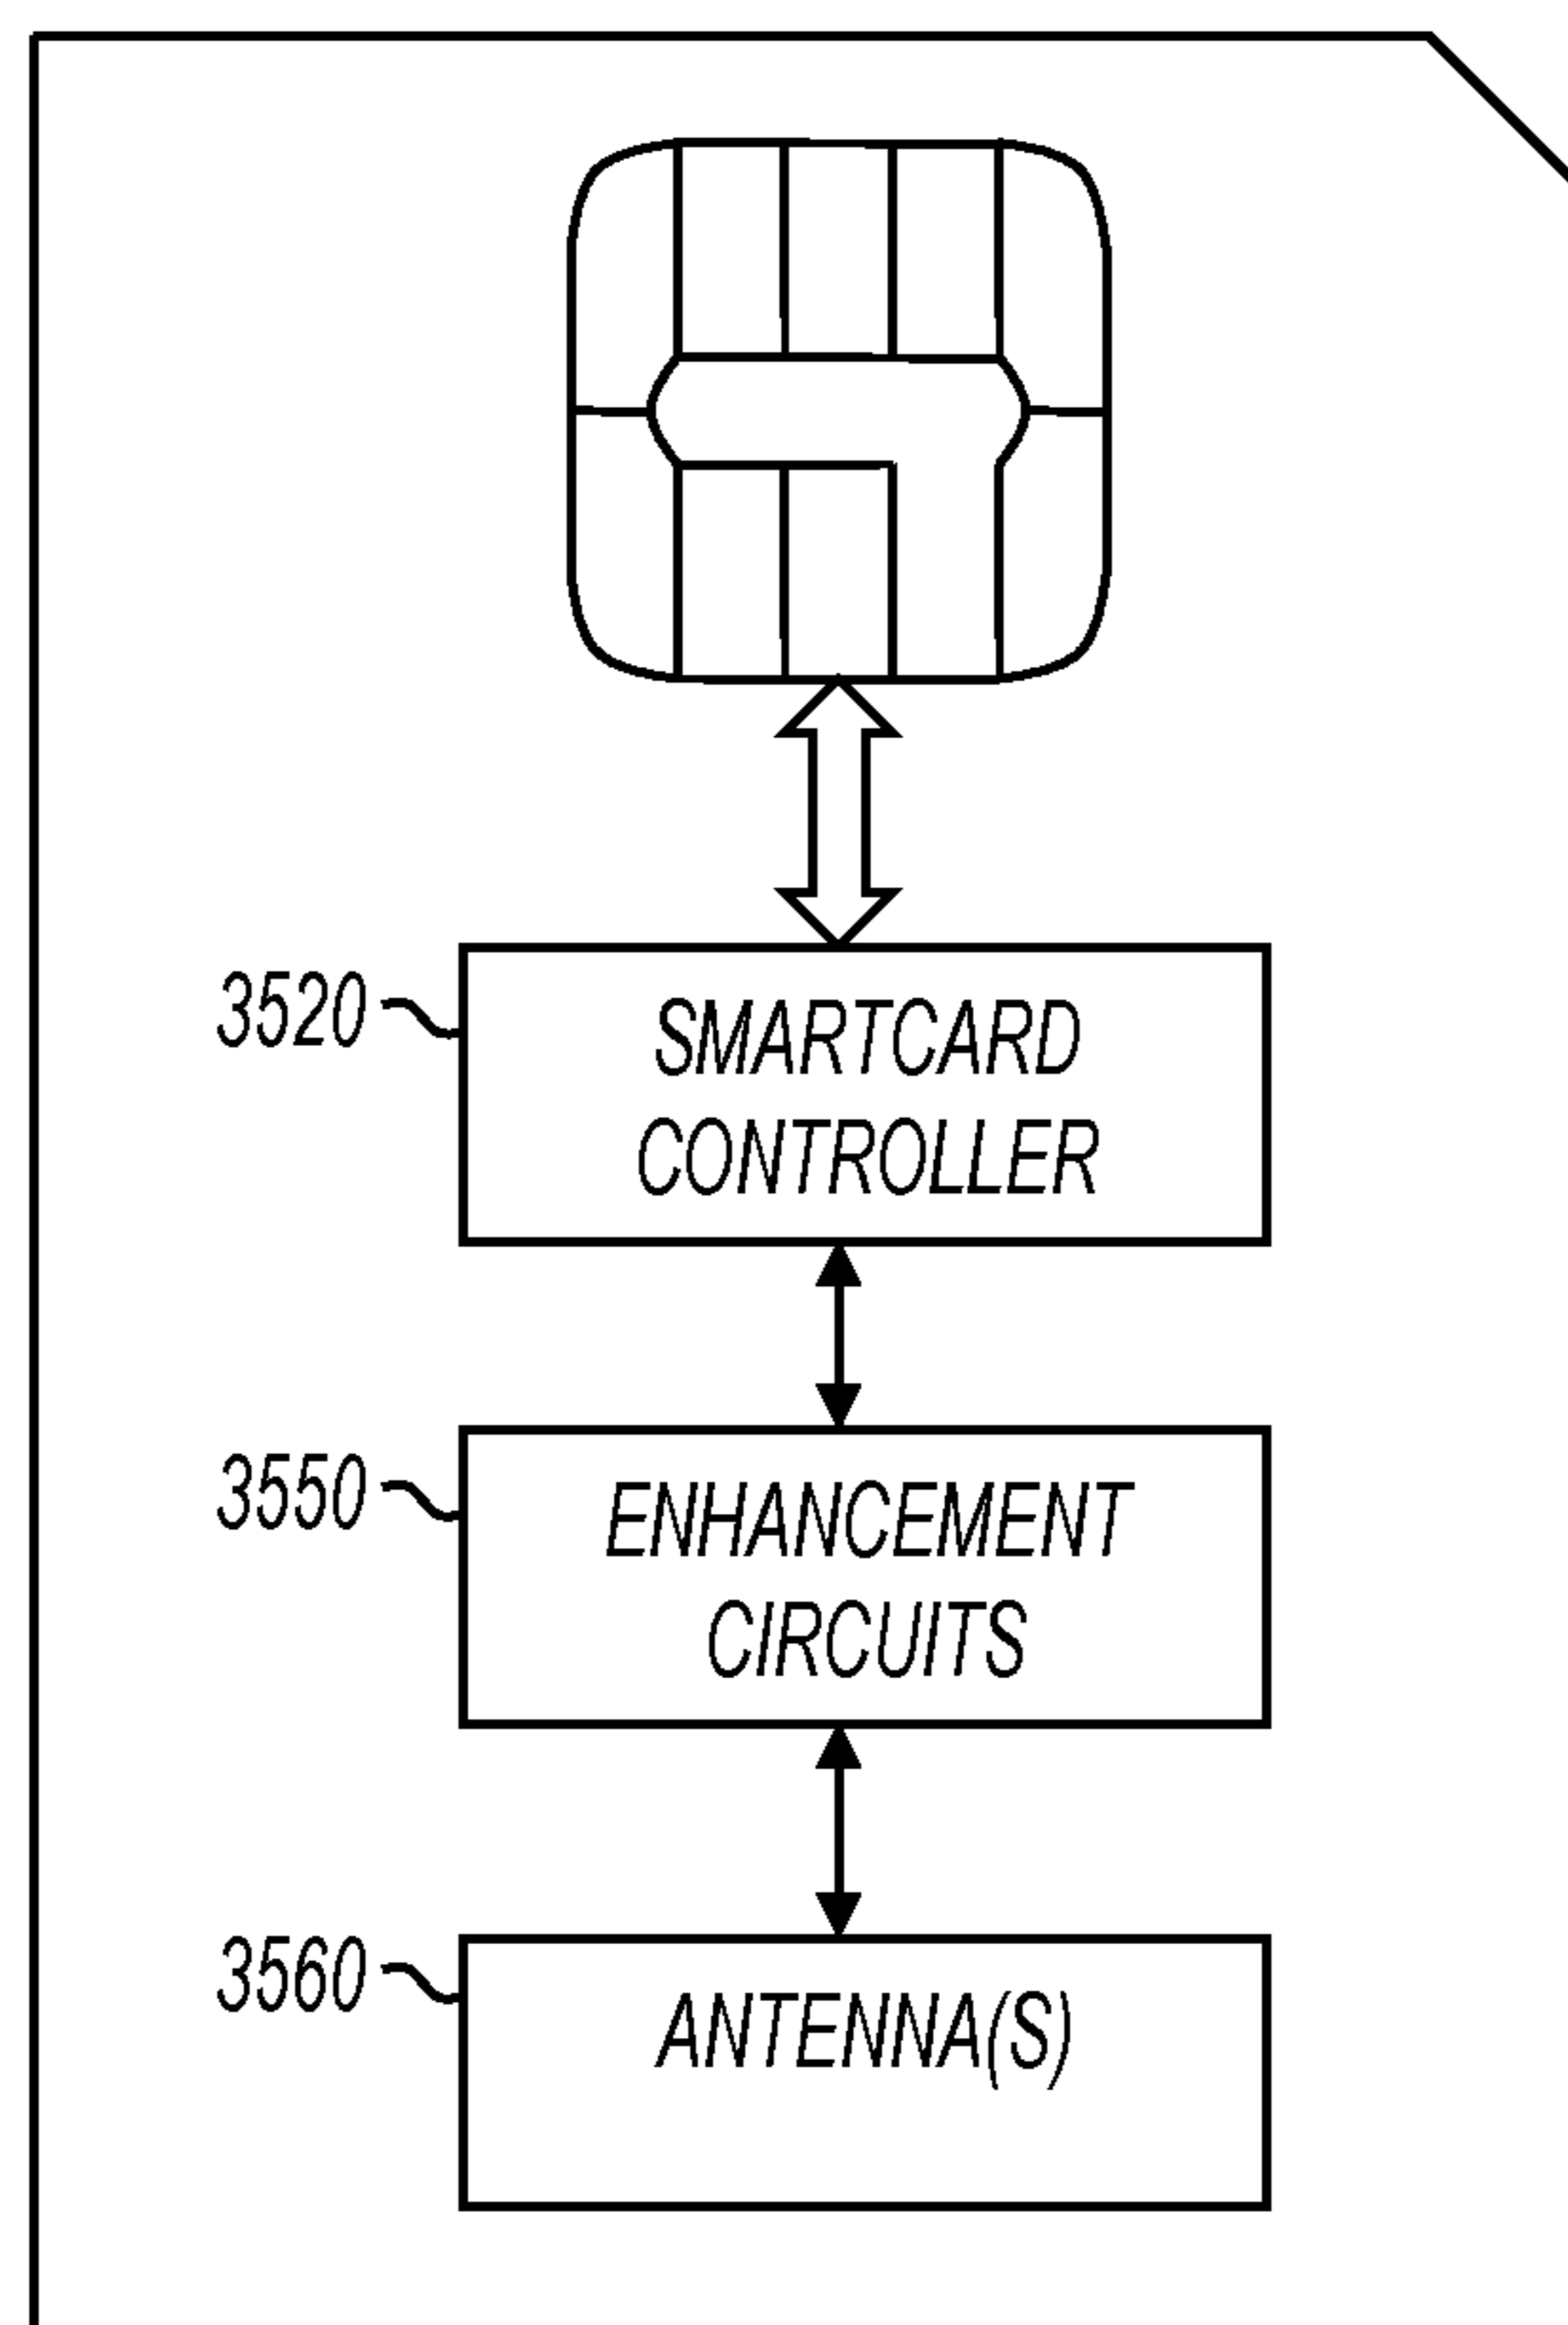 3520
SMARTCARD
CONTROLLER
3550
ENHANCEMENT
CIRCUITS
3560
ANTENNA(S)